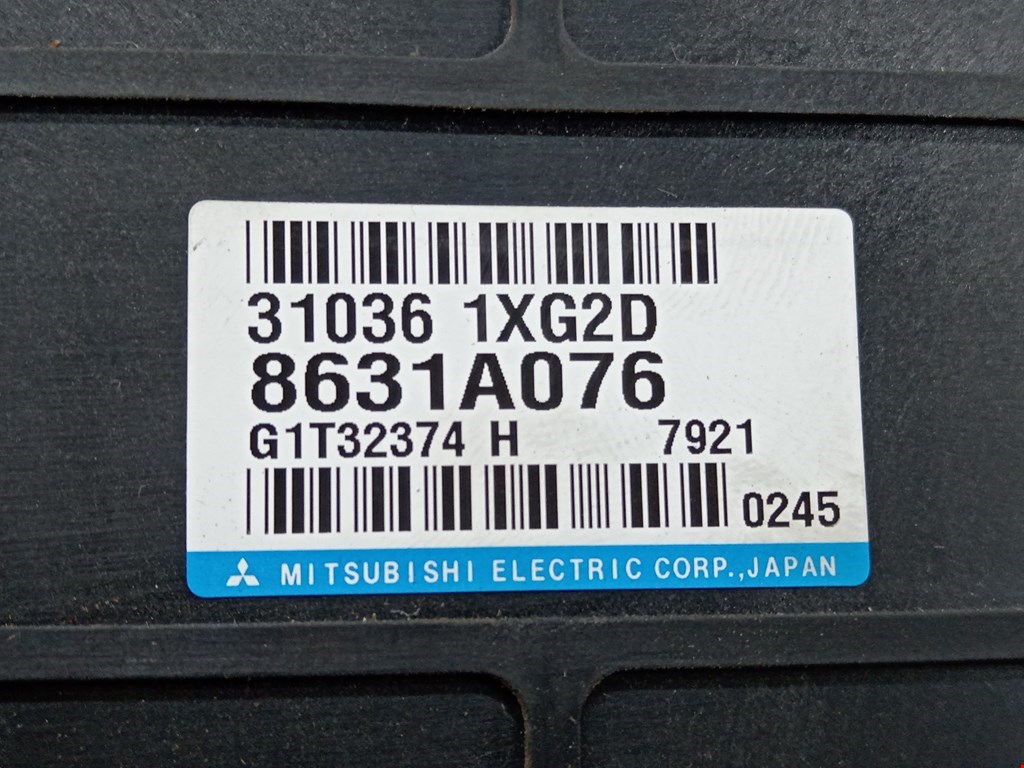 31036 1XG2D
8631A076
G1T32374 H 7921
0245
MITSUBISHI ELECTRIC CORP.,JAPAN